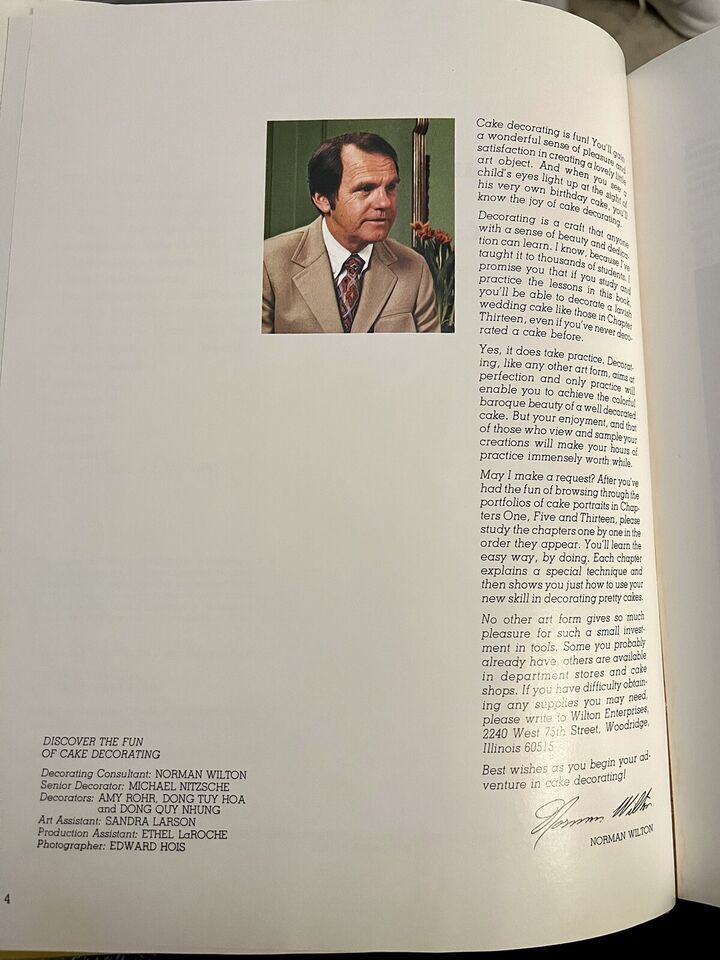 Cake decorating is fun! You'll gain
a wonderful sense of pleasure and
satisfaction in creating a lovely little
art object. And when you see a
child's eyes light up at the sight of
his very own birthday cake, you'll
know the joy of cake decorating.
Decorating is a craft that anyone
with a sense of beauty and dedica-
tion can learn. I know, because I've
taught it to thousands of students. I
promise you that if you study and
practice the lessons in this book,
you'll be able to decorate a lavish
wedding cake like those in Chapter
Thirteen, even if you've never deco-
rated a cake before.
Yes, it does take practice. Decorat-
ing, like any other art form, aims at
perfection and only practice will
enable you to achieve the colorful
baroque beauty of a well decorated
cake. But your enjoyment, and that
of those who view and sample your
creations will make your hours of
practice immensely worth while.
May I make a request? After you've
had the fun of browsing through the
portfolios of cake portraits in Chap-
ters One, Five and Thirteen, please
study the chapters one by one in the
order they appear. You'll learn the
easy way, by doing. Each chapter
explains a special technique and
then shows you just how to use your
new skill in decorating pretty cakes.
No other art form gives so much
pleasure for such a small invest-
ment in tools. Some you probably
already have, others are available
in department stores and cake
shops. If you have difficulty obtain-
ing any supplies you may need,
please write to Wilton Enterprises,
2240 West 75th Street, Woodridge,
Illinois 60515
Best wishes as you begin your ad-
venture in cake decorating!
Norman Wilton
NORMAN WILTON
DISCOVER THE FUN
OF CAKE DECORATING
Decorating Consultant: NORMAN WILTON
Senior Decorator: MICHAEL NITZSCHE
Decorators: AMY ROHR, DONG TUY HOA
and DONG QUY NHUNG
Art Assistant: SANDRA LARSON
Production Assistant: ETHEL LaROCHE
Photographer: EDWARD HOIS
4